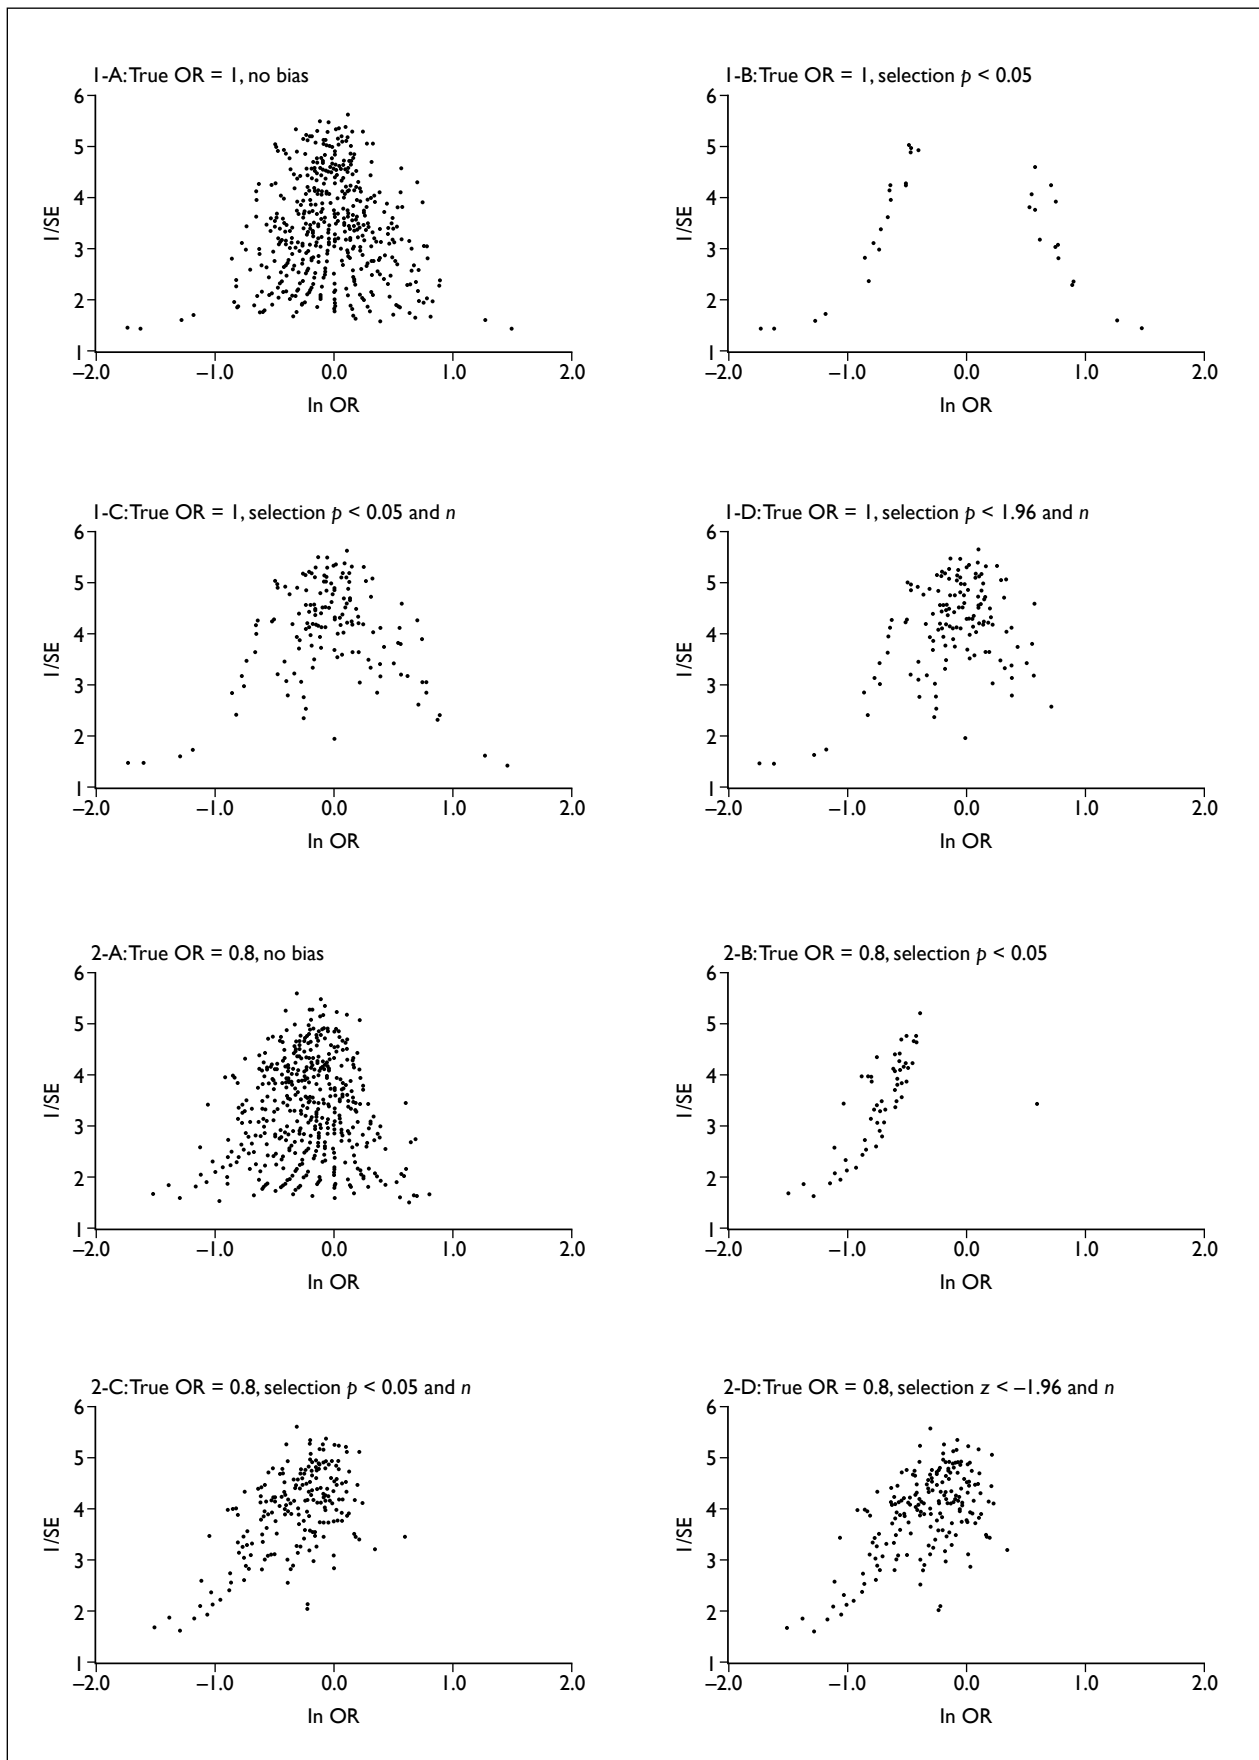 1-A: True OR = 1, no bias
6
5
4
3
2
1
1/SE
–2.0 –1.0 0.0 1.0 2.0
ln OR
1-B: True OR = 1, selection p < 0.05
6
5
4
3
2
1
1/SE
–2.0 –1.0 0.0 1.0 2.0
ln OR
1-C: True OR = 1, selection p < 0.05 and n
6
5
4
3
2
1
1/SE
–2.0 –1.0 0.0 1.0 2.0
ln OR
1-D: True OR = 1, selection p < 1.96 and n
6
5
4
3
2
1
1/SE
–2.0 –1.0 0.0 1.0 2.0
ln OR
2-A: True OR = 0.8, no bias
6
5
4
3
2
1
1/SE
–2.0 –1.0 0.0 1.0 2.0
ln OR
2-B: True OR = 0.8, selection p < 0.05
6
5
4
3
2
1
1/SE
–2.0 –1.0 0.0 1.0 2.0
ln OR
2-C: True OR = 0.8, selection p < 0.05 and n
6
5
4
3
2
1
1/SE
–2.0 –1.0 0.0 1.0 2.0
ln OR
2-D: True OR = 0.8, selection z < –1.96 and n
6
5
4
3
2
1
1/SE
–2.0 –1.0 0.0 1.0 2.0
ln OR